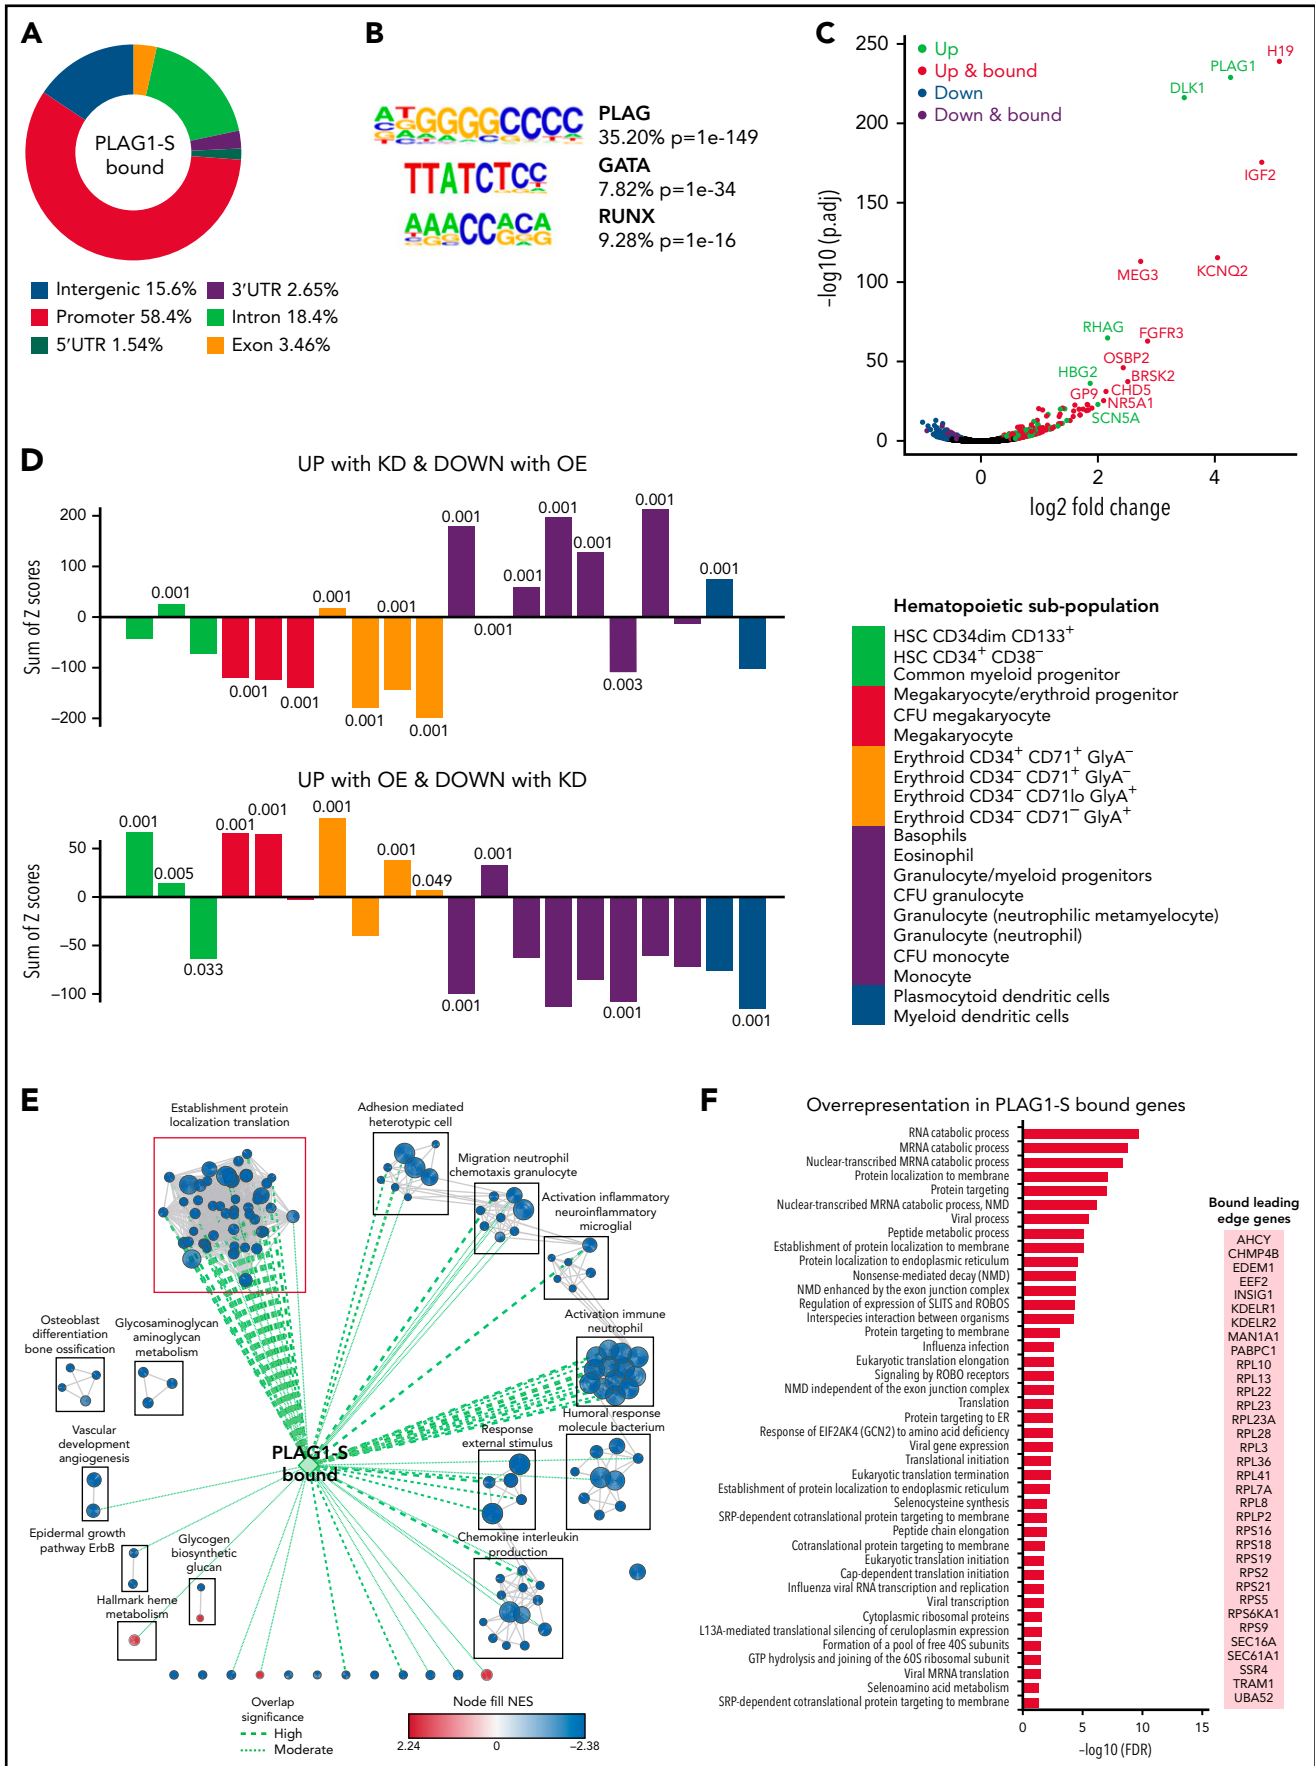 A
PLAG1-S
bound
Intergenic 15.6%
3'UTR 2.65%
Promoter 58.4%
Intron 18.4%
5'UTR 1.54%
Exon 3.46%
B
PLAG
35.20% p=1e-149
GATA
7.82% p=1e-34
RUNX
9.28% p=1e-16
C
Up
Up & bound
Down
Down & bound
–log10 (p.adj)
250
200
150
100
50
0
H19
PLAG1
DLK1
IGF2
MEG3
KCNQ2
RHAG
FGFR3
OSBP2
HBG2
BRSK2
GP9
CHD5
NR5A1
SCN5A
0
2
4
log2 fold change
D
UP with KD & DOWN with OE
Sum of Z scores
200
100
0
–100
–200
0.001
0.001
0.001
0.001
0.001
0.001
0.001
0.001
0.001
0.001
0.001
0.001
0.001
0.003
0.001
0.001
UP with OE & DOWN with KD
Sum of Z scores
50
0
–50
–100
0.001
0.005
0.033
0.001
0.001
0.001
0.001
0.049
0.001
0.001
0.001
0.001
Hematopoietic sub-population
HSC CD34dim CD133+
HSC CD34+ CD38–
Common myeloid progenitor
Megakaryocyte/erythroid progenitor
CFU megakaryocyte
Megakaryocyte
Erythroid CD34+ CD71+ GlyA–
Erythroid CD34– CD71+ GlyA–
Erythroid CD34– CD71lo GlyA+
Erythroid CD34– CD71– GlyA+
Basophils
Eosinophil
Granulocyte/myeloid progenitors
CFU granulocyte
Granulocyte (neutrophilic metamyelocyte)
Granulocyte (neutrophil)
CFU monocyte
Monocyte
Plasmocytoid dendritic cells
Myeloid dendritic cells
E
Establishment protein
localization translation
Adhesion mediated
heterotypic cell
Migration neutrophil
chemotaxis granulocyte
Activation inflammatory
neuroinflammatory
microglial
Osteoblast
differentiation
bone ossification
Glycosaminoglycan
aminoglycan
metabolism
Activation immune
neutrophil
Vascular
development
angiogenesis
PLAG1-S
bound
Response
external stimulus
Humoral response
molecule bacterium
Epidermal growth
pathway ErbB
Glycogen
biosynthetic
glucan
Chemokine interleukin
production
Hallmark heme
metabolism
Overlap
significance
High
Moderate
Node fill NES
2.24
0
–2.38
F
Overrepresentation in PLAG1-S bound genes
RNA catabolic process
MRNA catabolic process
Nuclear-transcribed MRNA catabolic process
Protein localization to membrane
Protein targeting
Nuclear-transcribed MRNA catabolic process, NMD
Viral process
Peptide metabolic process
Establishment of protein localization to membrane
Protein localization to endoplasmic reticulum
Nonsense-mediated decay (NMD)
NMD enhanced by the exon junction complex
Regulation of expression of SLITS and ROBOS
Interspecies interaction between organisms
Protein targeting to membrane
Influenza infection
Eukaryotic translation elongation
Signaling by ROBO receptors
NMD independent of the exon junction complex
Translation
Protein targeting to ER
Response of EIF2AK4 (GCN2) to amino acid deficiency
Viral gene expression
Translational initiation
Eukaryotic translation termination
Establishment of protein localization to endoplasmic reticulum
Selenocysteine synthesis
SRP-dependent cotranslational protein targeting to membrane
Peptide chain elongation
Cotranslational protein targeting to membrane
Eukaryotic translation initiation
Cap-dependent translation initiation
Influenza viral RNA transcription and replication
Viral transcription
Cytoplasmic ribosomal proteins
L13A-mediated translational silencing of ceruloplasmin expression
Formation of a pool of free 40S subunits
GTP hydrolysis and joining of the 60S ribosomal subunit
Viral MRNA translation
Selenoamino acid metabolism
SRP-dependent cotranslational protein targeting to membrane
0
5
10
15
–log10 (FDR)
Bound leading
edge genes
AHCY
CHMP4B
EDEM1
EEF2
INSIG1
KDELR1
KDELR2
MAN1A1
PABPC1
RPL10
RPL13
RPL22
RPL23
RPL23A
RPL28
RPL3
RPL36
RPL41
RPL7A
RPL8
RPLP2
RPS16
RPS18
RPS19
RPS2
RPS21
RPS5
RPS6KA1
RPS9
SEC16A
SEC61A1
SSR4
TRAM1
UBA52